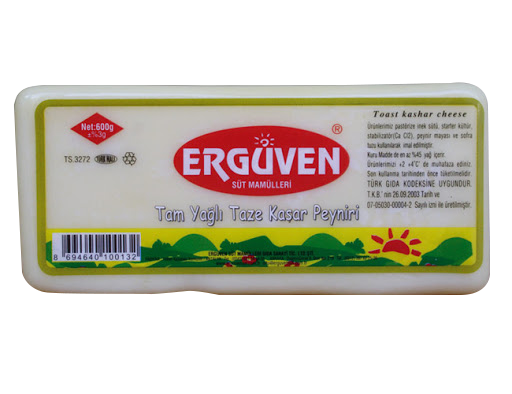 Net:600g
±%3g
TS.3272
TÜRK MALI
ERGÜVEN
®
SÜT MAMÜLLERİ
Tam Yağlı Taze Kaşar Peyniri
Toast kashar cheese
Ürünlerimiz pastörize inek sütü, starter kültür,
stabilizatör(Ca Cl2), peynir mayası ve sofra
tuzu kullanılarak imal edilmiştir.
Kuru Madde de en az %45 yağ içerir.
Ürünlerimizi +2 +4°C' de muhafaza ediniz.
Son kullanma tarihinden önce tüketilmelidir.
TÜRK GIDA KODEKSİNE UYGUNDUR.
T.K.B.' nin 26.09.2003 Tarih ve
07-05030-00004-2 Sayılı izni ile üretilmiştir.
8 694640 100132